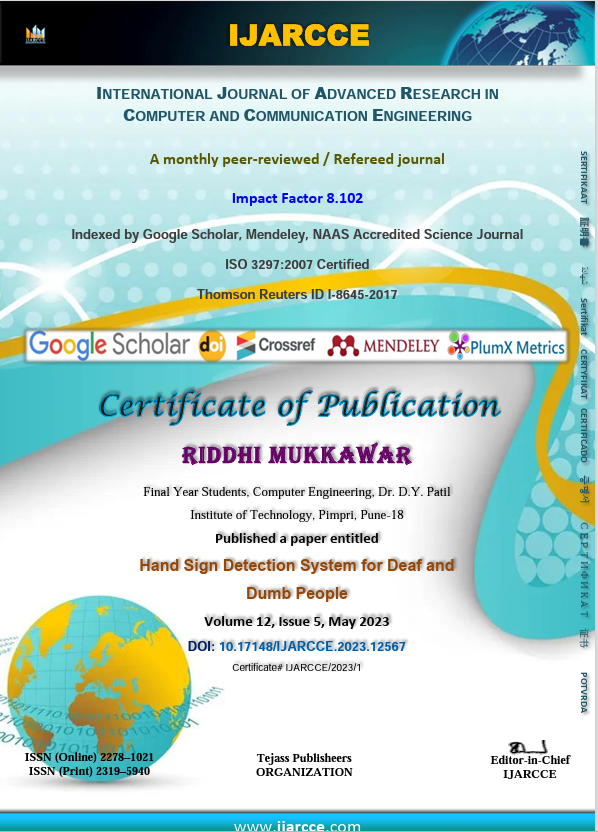 IJARCCE
IJARCCE
INTERNATIONAL JOURNAL OF ADVANCED RESEARCH IN
COMPUTER AND COMMUNICATION ENGINEERING
A monthly peer-reviewed / Refereed journal
Impact Factor 8.102
Indexed by Google Scholar, Mendeley, NAAS Accredited Science Journal
ISO 3297:2007 Certified
Thomson Reuters ID I-8645-2017
Google Scholar doi Crossref MENDELEY PlumX Metrics
Certificate of Publication
RIDDHI MUKKAWAR
Final Year Students, Computer Engineering, Dr. D.Y. Patil
Institute of Technology, Pimpri, Pune-18
Published a paper entitled
Hand Sign Detection System for Deaf and
Dumb People
Volume 12, Issue 5, May 2023
DOI: 10.17148/IJARCCE.2023.12567
Certificate# IJARCCE/2023/1
ISSN (Online) 2278–1021
ISSN (Print) 2319–5940
Tejass Publisheers
ORGANIZATION
Editor-in-Chief
IJARCCE
www.ijarcce.com
SERTIFIKAAT
Sertifikat
CERTYFIKAT
CERTIFICADO
СЕРТИФИКАТ
证书
POTVRDA